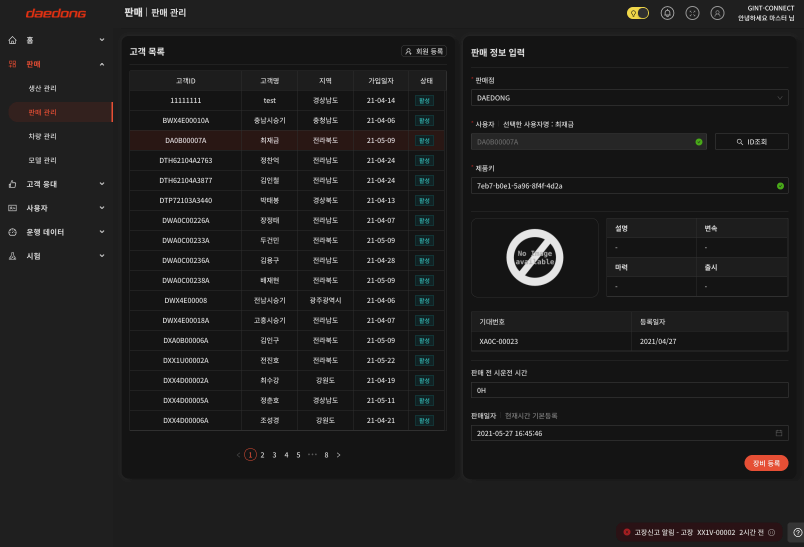 daedong
판매 | 판매 관리
GINT-CONNECT
안녕하세요 마스터 님
홈
판매
생산 관리
판매 관리
차량 관리
모델 관리
고객 응대
사용자
운행 데이터
시험
고객 목록
회원 등록
고객ID 고객명 지역 가입일자 상태
11111111 test 경상남도 21-04-14 활성
BWX4E00010A 충남시승기 충청남도 21-04-06 활성
DA0B00007A 최재금 전라북도 21-05-09 활성
DTH62104A2763 정찬억 전라남도 21-04-24 활성
DTH62104A3877 김인철 전라남도 21-04-24 활성
DTP72103A3440 박태봉 경상북도 21-04-13 활성
DWA0C00226A 장정태 전라남도 21-04-07 활성
DWA0C00233A 두건민 전라북도 21-05-09 활성
DWA0C00236A 김용구 전라남도 21-04-28 활성
DWA0C00238A 배재현 전라북도 21-05-09 활성
DWX4E00008 전남시승기 광주광역시 21-04-06 활성
DWX4E00018A 고흥시승기 전라남도 21-04-07 활성
DXA0B00006A 김인구 전라북도 21-05-09 활성
DXX1U00002A 전진호 전라북도 21-05-22 활성
DXX4D00002A 최수강 강원도 21-04-19 활성
DXX4D00005A 정춘호 경상남도 21-05-11 활성
DXX4D00006A 조성경 강원도 21-04-21 활성
< 1 2 3 4 5 ··· 8 >
판매 정보 입력
* 판매점
DAEDONG
* 사용자 | 선택한 사용자명 : 최재금
DA0B00007A
ID조회
* 제품키
7eb7-b0e1-5a96-8f4f-4d2a
No Image
available
설명 변속
- -
마력 출시
- -
기대번호 등록일자
XA0C-00023 2021/04/27
판매 전 시운전 시간
0H
판매일자 | 현재시간 기본등록
2021-05-27 16:45:46
장비 등록
고장신고 알림 - 고장 XX1V-00002 2시간 전